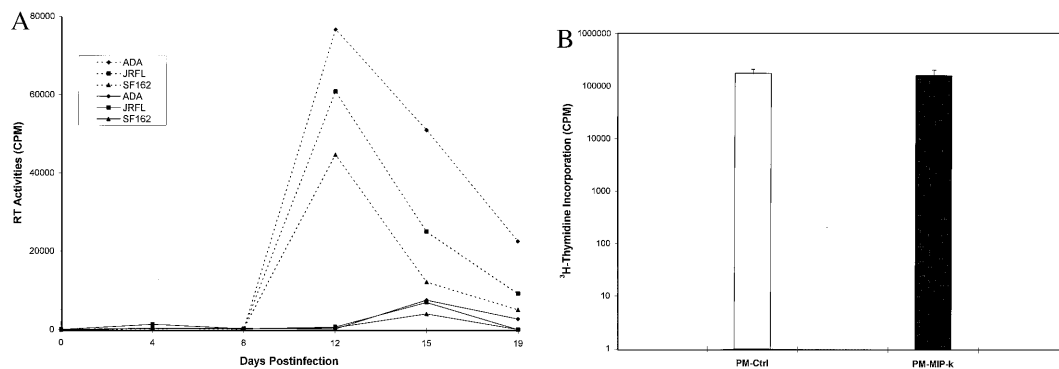 A
80000
60000
40000
20000
0
RT Activities (CPM)
ADA
JRFL
SF162
ADA
JRFL
SF162
0 4 6 12 15 19
Days Postinfection
B
1000000
100000
10000
1000
100
10
1
³H-Thymidine Incorporation (CPM)
PM-Ctrl PM-MIP-k